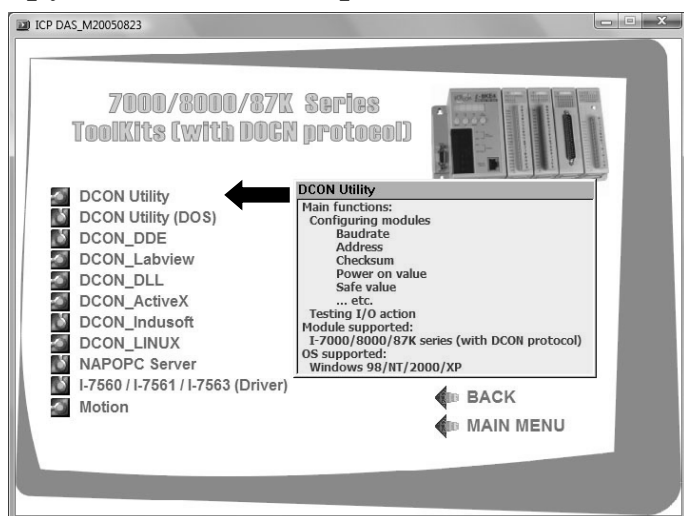 ICP DAS_M20050823
7000/8000/87K Series
ToolKits (with DOCN protocol)
DCON Utility
DCON Utility (DOS)
DCON_DDE
DCON_Labview
DCON_DLL
DCON_ActiveX
DCON_Indusoft
DCON_LINUX
NAPOPC Server
I-7560 / I-7561 / I-7563 (Driver)
Motion
DCON Utility
Main functions:
Configuring modules
Baudrate
Address
Checksum
Power on value
Safe value
... etc.
Testing I/O action
Module supported:
I-7000/8000/87K series (with DCON protocol)
OS supported:
Windows 98/NT/2000/XP
BACK
MAIN MENU